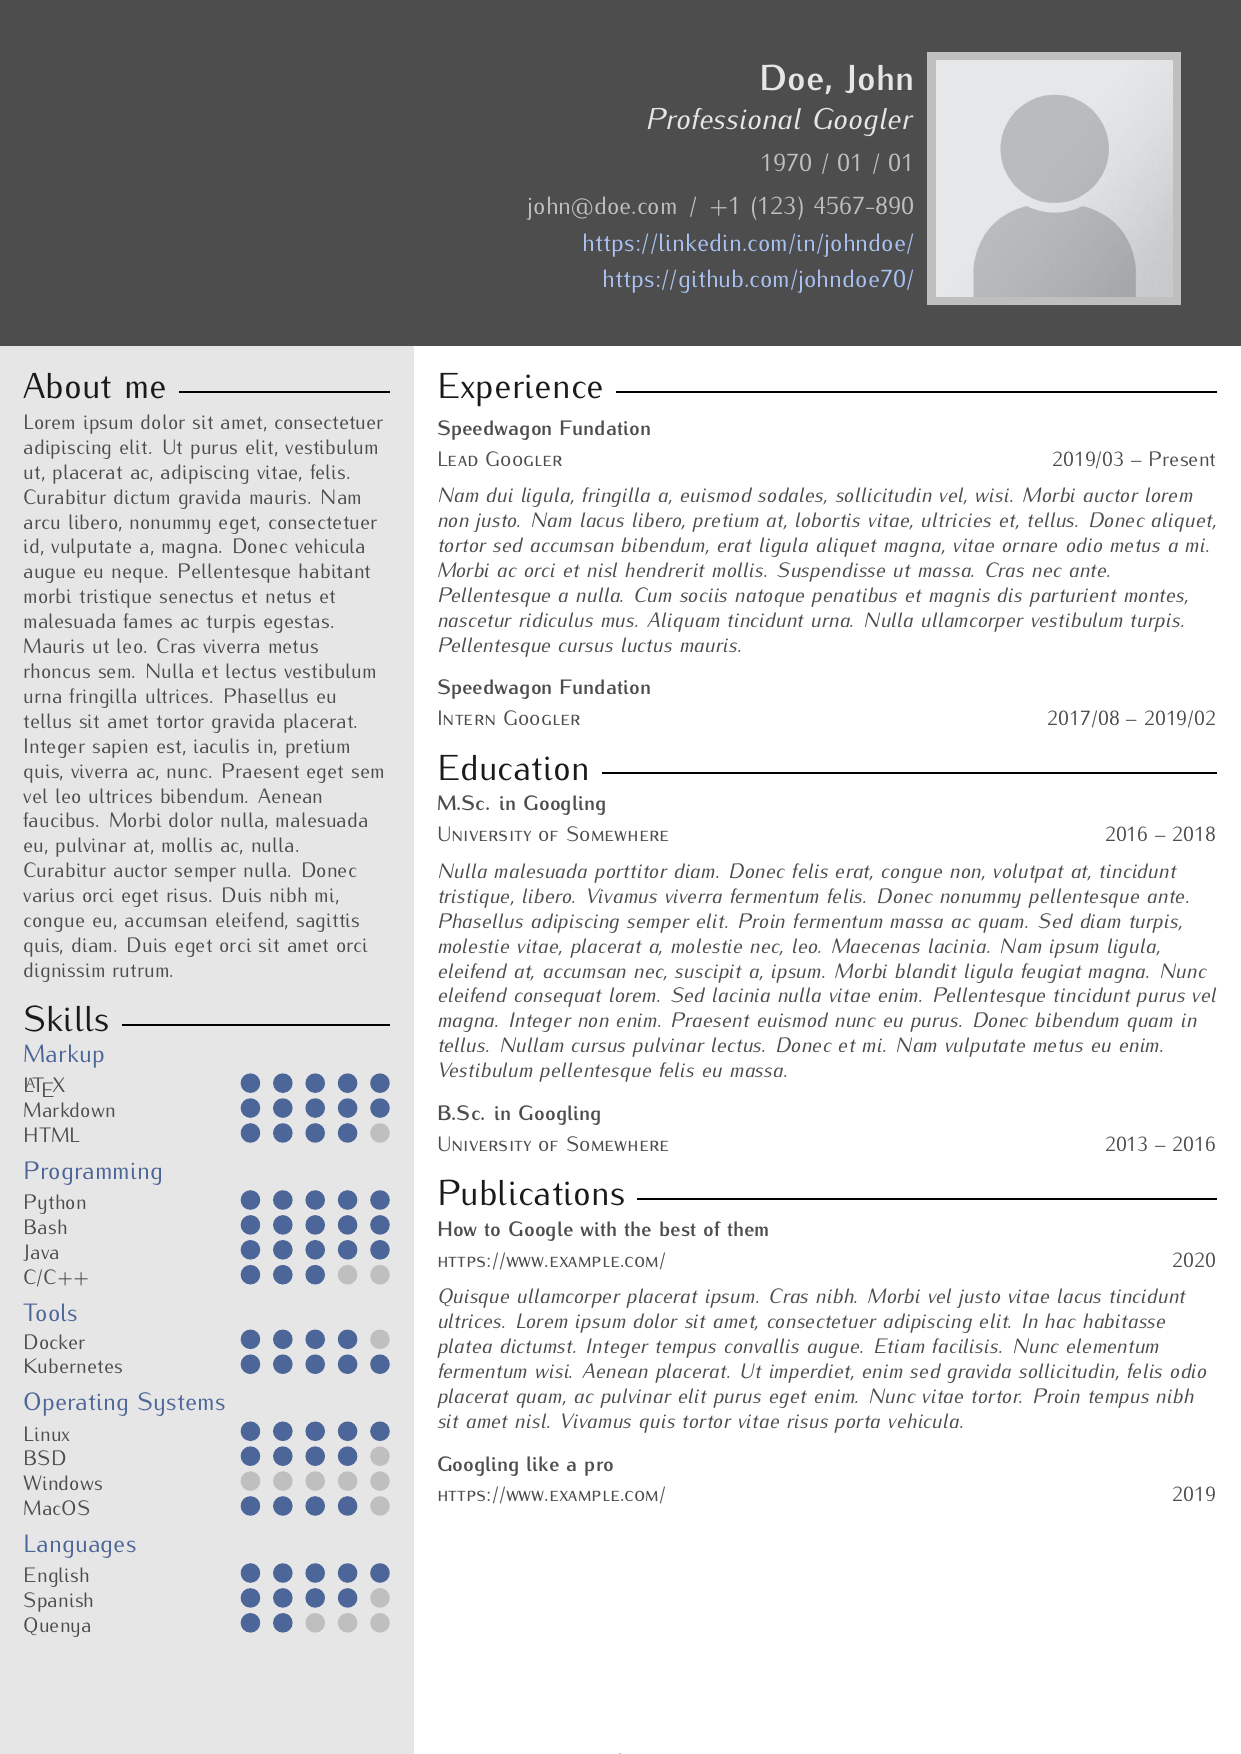 Doe, John
Professional Googler
1970 / 01 / 01
john@doe.com / +1 (123) 4567-890
https://linkedin.com/in/johndoe/
https://github.com/johndoe70/
About me
Lorem ipsum dolor sit amet, consectetuer
adipiscing elit. Ut purus elit, vestibulum
ut, placerat ac, adipiscing vitae, felis.
Curabitur dictum gravida mauris. Nam
arcu libero, nonummy eget, consectetuer
id, vulputate a, magna. Donec vehicula
augue eu neque. Pellentesque habitant
morbi tristique senectus et netus et
malesuada fames ac turpis egestas.
Mauris ut leo. Cras viverra metus
rhoncus sem. Nulla et lectus vestibulum
urna fringilla ultrices. Phasellus eu
tellus sit amet tortor gravida placerat.
Integer sapien est, iaculis in, pretium
quis, viverra ac, nunc. Praesent eget sem
vel leo ultrices bibendum. Aenean
faucibus. Morbi dolor nulla, malesuada
eu, pulvinar at, mollis ac, nulla.
Curabitur auctor semper nulla. Donec
varius orci eget risus. Duis nibh mi,
congue eu, accumsan eleifend, sagittis
quis, diam. Duis eget orci sit amet orci
dignissim rutrum.
Skills
Markup
LATEX
Markdown
HTML
Programming
Python
Bash
Java
C/C++
Tools
Docker
Kubernetes
Operating Systems
Linux
BSD
Windows
MacOS
Languages
English
Spanish
Quenya
Experience
Speedwagon Fundation
Lead Googler 2019/03 – Present
Nam dui ligula, fringilla a, euismod sodales, sollicitudin vel, wisi. Morbi auctor lorem
non justo. Nam lacus libero, pretium at, lobortis vitae, ultricies et, tellus. Donec aliquet,
tortor sed accumsan bibendum, erat ligula aliquet magna, vitae ornare odio metus a mi.
Morbi ac orci et nisl hendrerit mollis. Suspendisse ut massa. Cras nec ante.
Pellentesque a nulla. Cum sociis natoque penatibus et magnis dis parturient montes,
nascetur ridiculus mus. Aliquam tincidunt urna. Nulla ullamcorper vestibulum turpis.
Pellentesque cursus luctus mauris.
Speedwagon Fundation
Intern Googler 2017/08 – 2019/02
Education
M.Sc. in Googling
University of Somewhere 2016 – 2018
Nulla malesuada porttitor diam. Donec felis erat, congue non, volutpat at, tincidunt
tristique, libero. Vivamus viverra fermentum felis. Donec nonummy pellentesque ante.
Phasellus adipiscing semper elit. Proin fermentum massa ac quam. Sed diam turpis,
molestie vitae, placerat a, molestie nec, leo. Maecenas lacinia. Nam ipsum ligula,
eleifend at, accumsan nec, suscipit a, ipsum. Morbi blandit ligula feugiat magna. Nunc
eleifend consequat lorem. Sed lacinia nulla vitae enim. Pellentesque tincidunt purus vel
magna. Integer non enim. Praesent euismod nunc eu purus. Donec bibendum quam in
tellus. Nullam cursus pulvinar lectus. Donec et mi. Nam vulputate metus eu enim.
Vestibulum pellentesque felis eu massa.
B.Sc. in Googling
University of Somewhere 2013 – 2016
Publications
How to Google with the best of them
https://www.example.com/ 2020
Quisque ullamcorper placerat ipsum. Cras nibh. Morbi vel justo vitae lacus tincidunt
ultrices. Lorem ipsum dolor sit amet, consectetuer adipiscing elit. In hac habitasse
platea dictumst. Integer tempus convallis augue. Etiam facilisis. Nunc elementum
fermentum wisi. Aenean placerat. Ut imperdiet, enim sed gravida sollicitudin, felis odio
placerat quam, ac pulvinar elit purus eget enim. Nunc vitae tortor. Proin tempus nibh
sit amet nisl. Vivamus quis tortor vitae risus porta vehicula.
Googling like a pro
https://www.example.com/ 2019